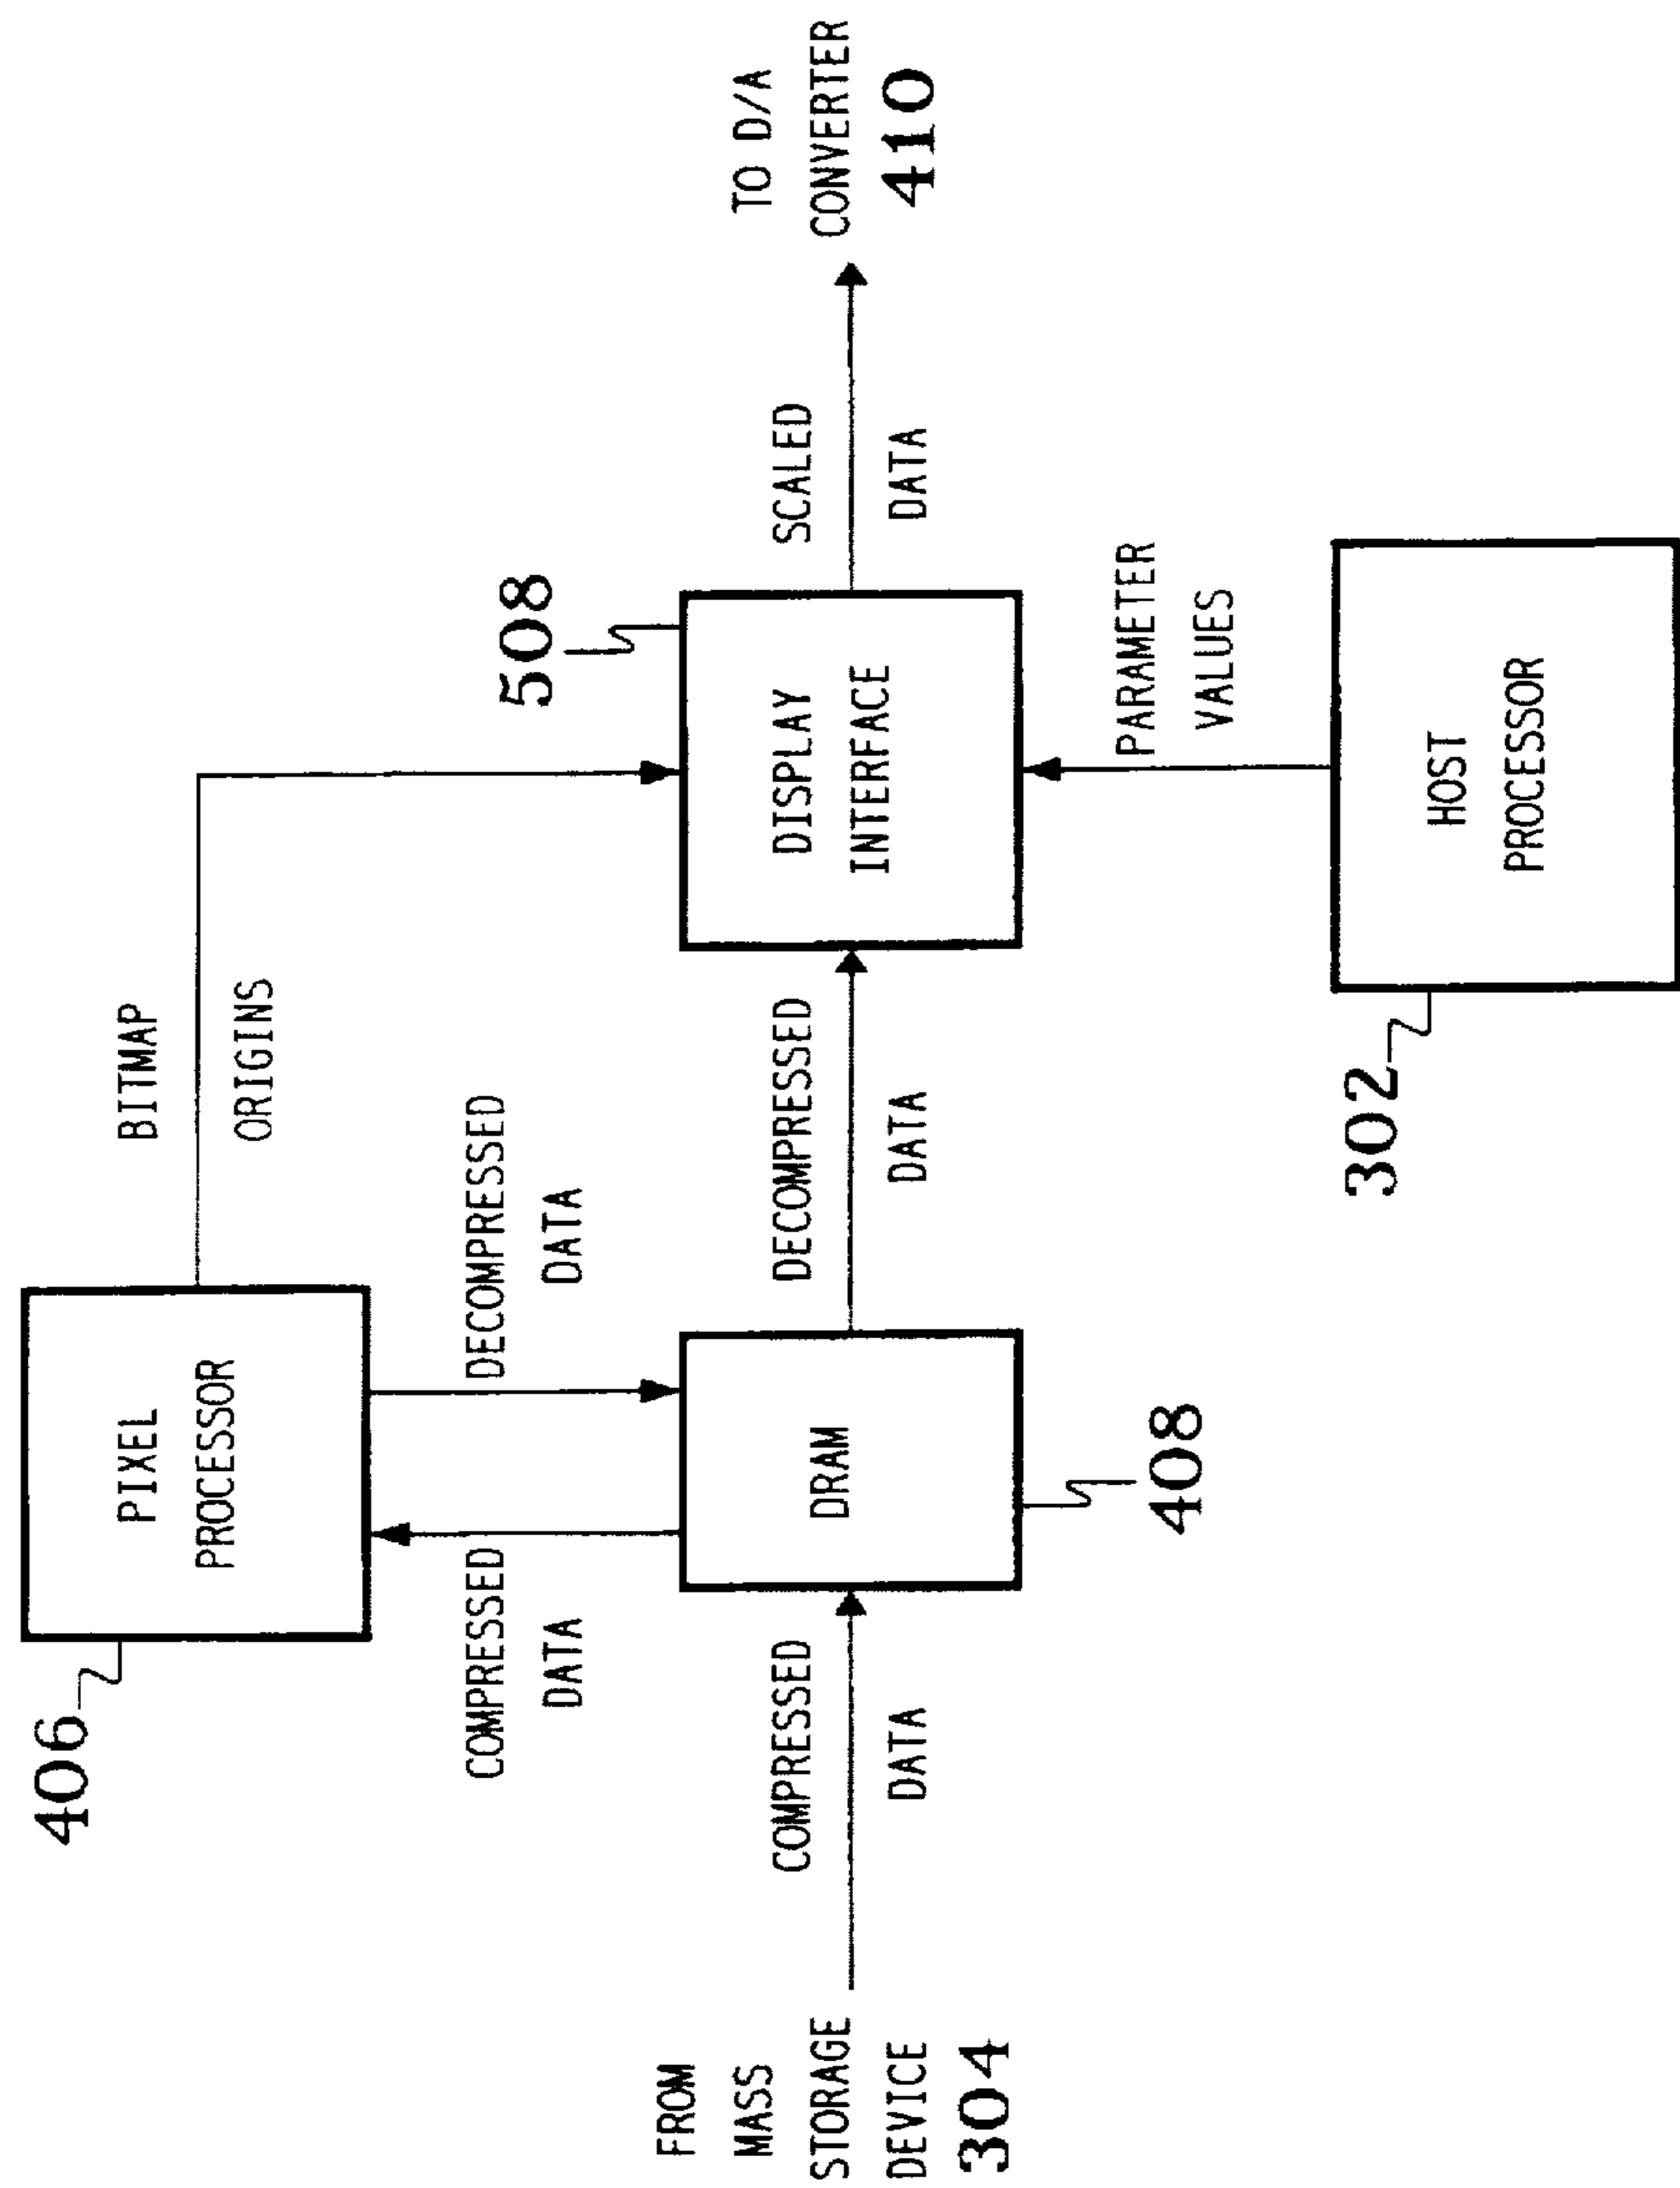 406
PIXEL
PROCESSOR
BITMAP
ORIGINS
COMPRESSED
DATA
DECOMPRESSED
DATA
508
FROM
MASS
STORAGE
DEVICE
304
COMPRESSED
DATA
DRAM
408
DECOMPRESSED
DATA
DISPLAY
INTERFACE
SCALED
DATA
TO D/A
CONVERTER
410
PARAMETER
VALUES
302
HOST
PROCESSOR